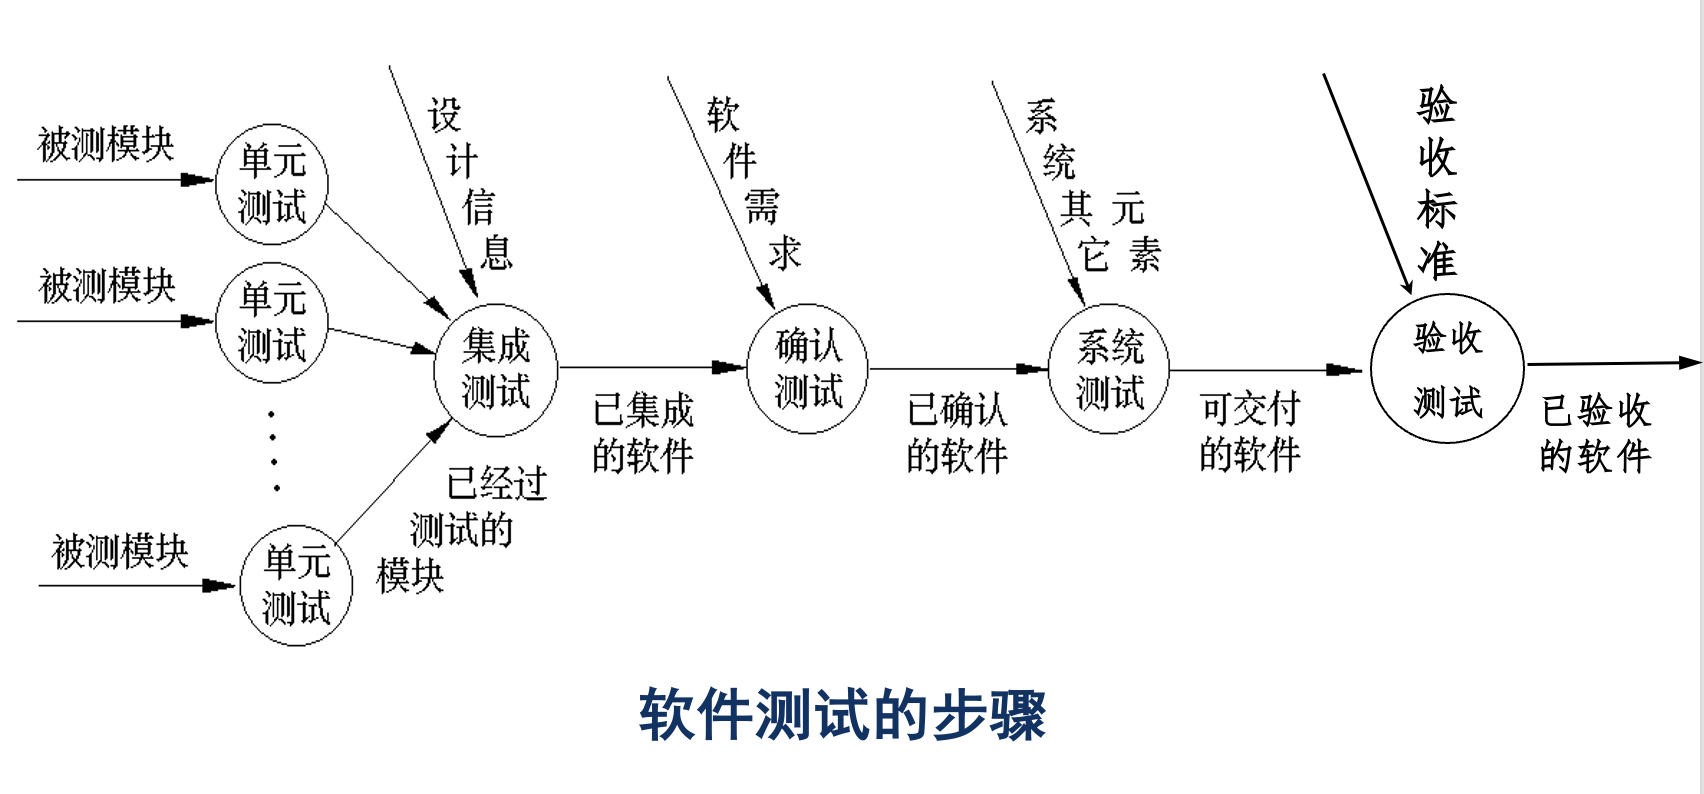 被测模块
单元
测试
被测模块
单元
测试
被测模块
单元
测试
设计信息
集成
测试
已经过
测试的
模块
已集成
的软件
软件需求
确认
测试
已确认
的软件
系统其它
元素
系统
测试
可交付
的软件
验收标准
验收
测试
已验收
的软件
软件测试的步骤